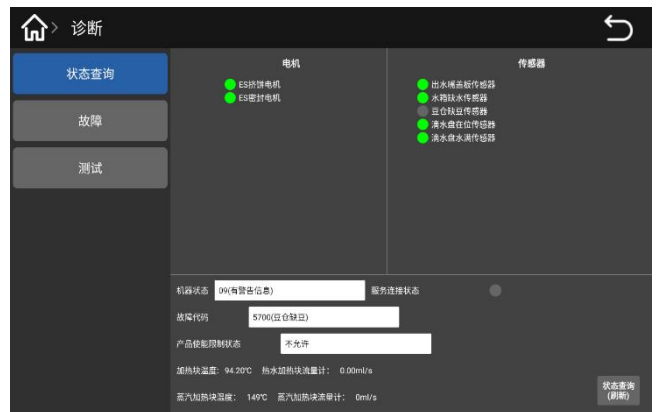 诊断
状态查询
故障
测试
电机
ES挤饼电机
ES密封电机
传感器
出水嘴盖板传感器
水箱缺水传感器
豆仓缺豆传感器
滴水盘在位传感器
滴水盘水满传感器
机器状态 09(有警告信息) 服务连接状态
故障代码 5700(豆仓缺豆)
产品使能限制状态 不允许
加热块温度: 94.20℃ 热水加热块流量计: 0.00ml/s
蒸汽加热块温度: 149℃ 蒸汽加热块流量计: 0ml/s
状态查询
(刷新)